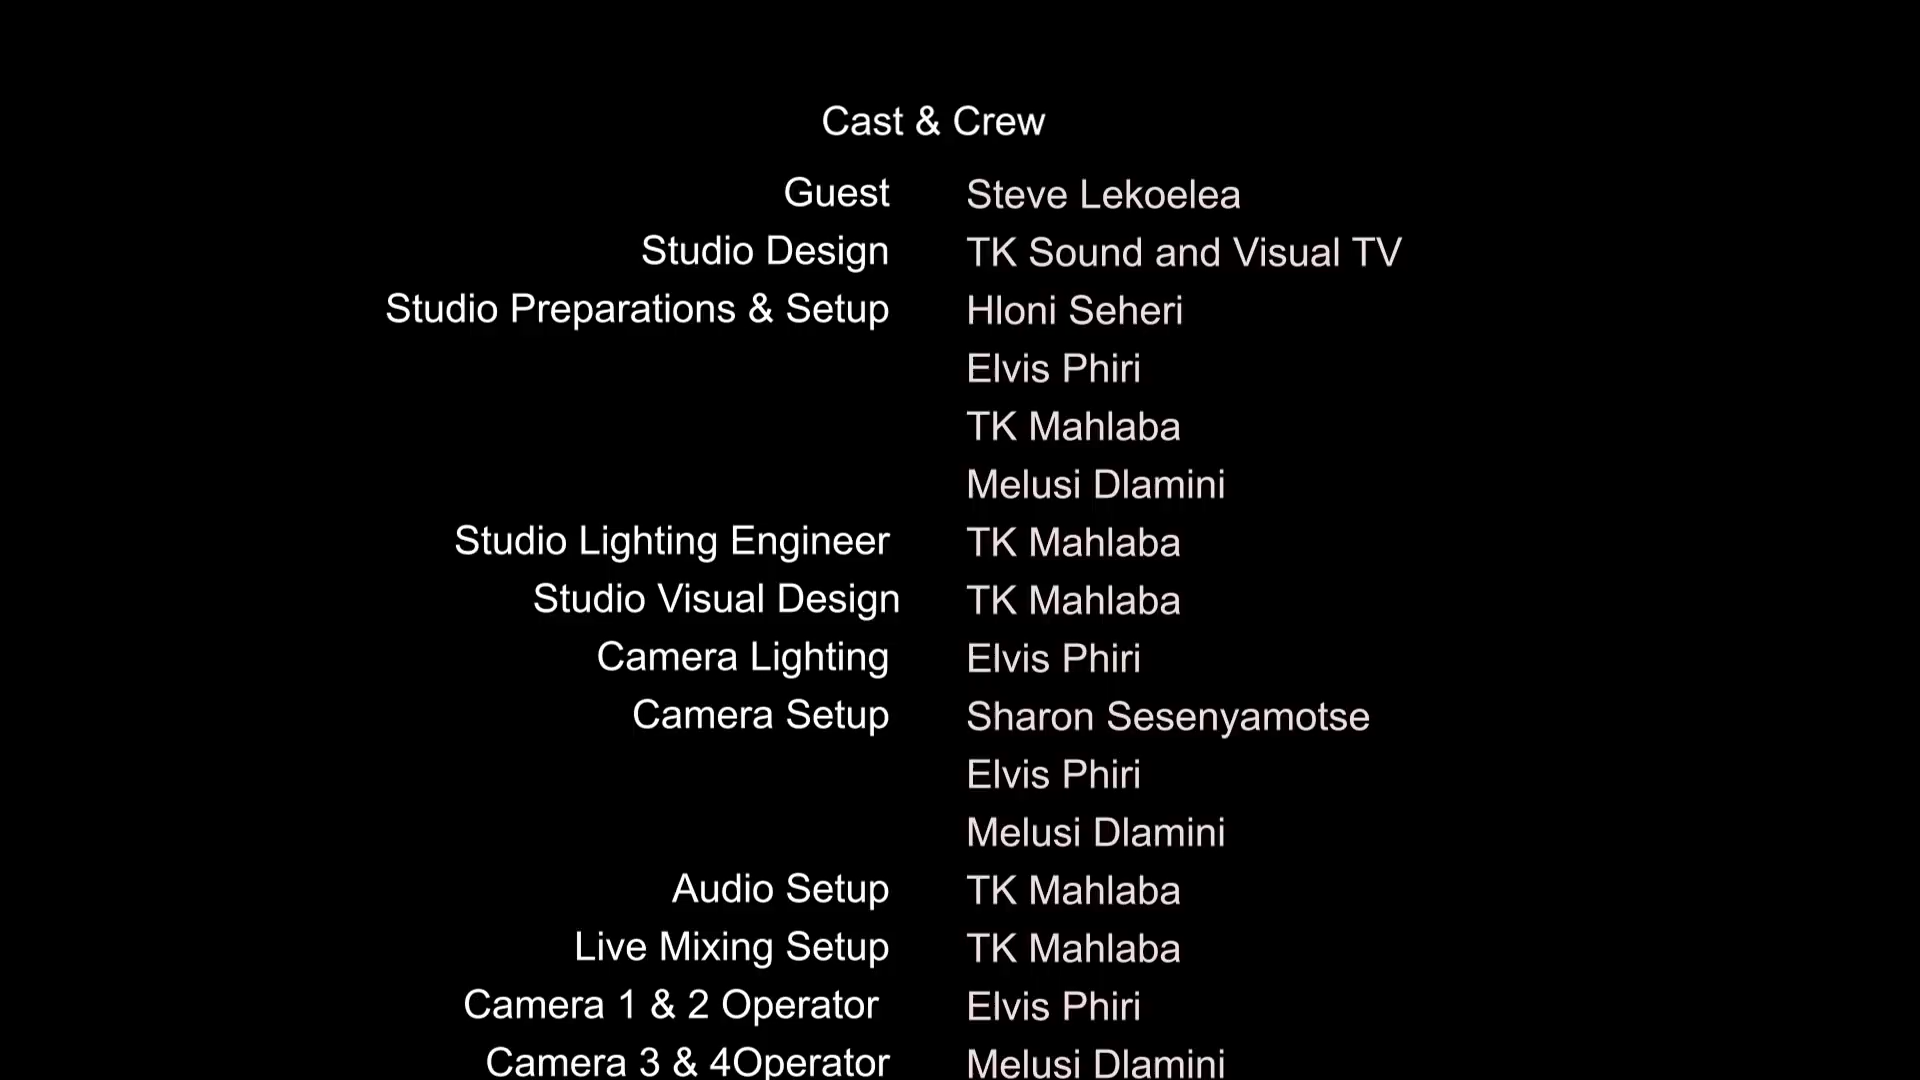 Cast & Crew
Guest Steve Lekoelea
Studio Design TK Sound and Visual TV
Studio Preparations & Setup Hloni Seheri
Elvis Phiri
TK Mahlaba
Melusi Dlamini
Studio Lighting Engineer TK Mahlaba
Studio Visual Design TK Mahlaba
Camera Lighting Elvis Phiri
Camera Setup Sharon Sesenyamotse
Elvis Phiri
Melusi Dlamini
Audio Setup TK Mahlaba
Live Mixing Setup TK Mahlaba
Camera 1 & 2 Operator Elvis Phiri
Camera 3 & 4Operator Melusi Dlamini